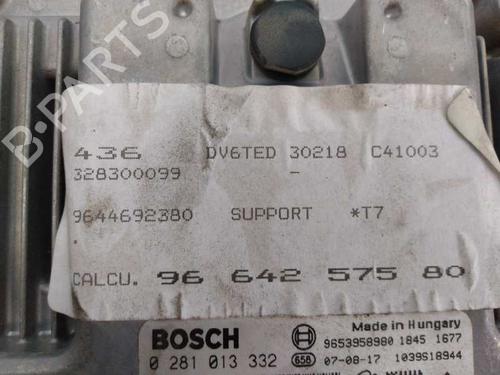 B-PARTS
436 DV6TED 30218 C41003
328300099 -
9644692380 SUPPORT *T7
CALCU. 96 642 575 80
BOSCH Made in Hungary
9653958980 1845 1677
0 281 013 332 658 07-08-17 1039S18944